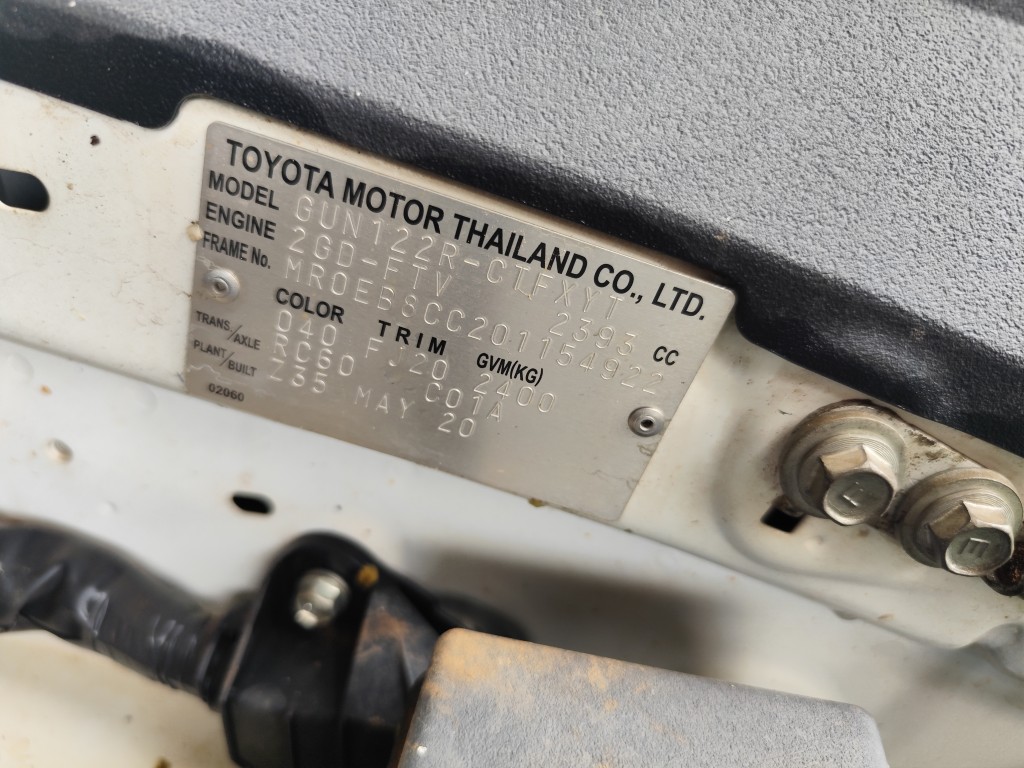 TOYOTA MOTOR THAILAND CO., LTD.
MODEL GUN122R-CTFXYT
ENGINE 2GD-FTV 2393 CC
FRAME No. MR0EB8CC201154922
COLOR TRIM GVM(KG)
040 FJ20 2400
TRANS./AXLE RC60 C01A
PLANT/BUILT Z65 MAY 20
02060